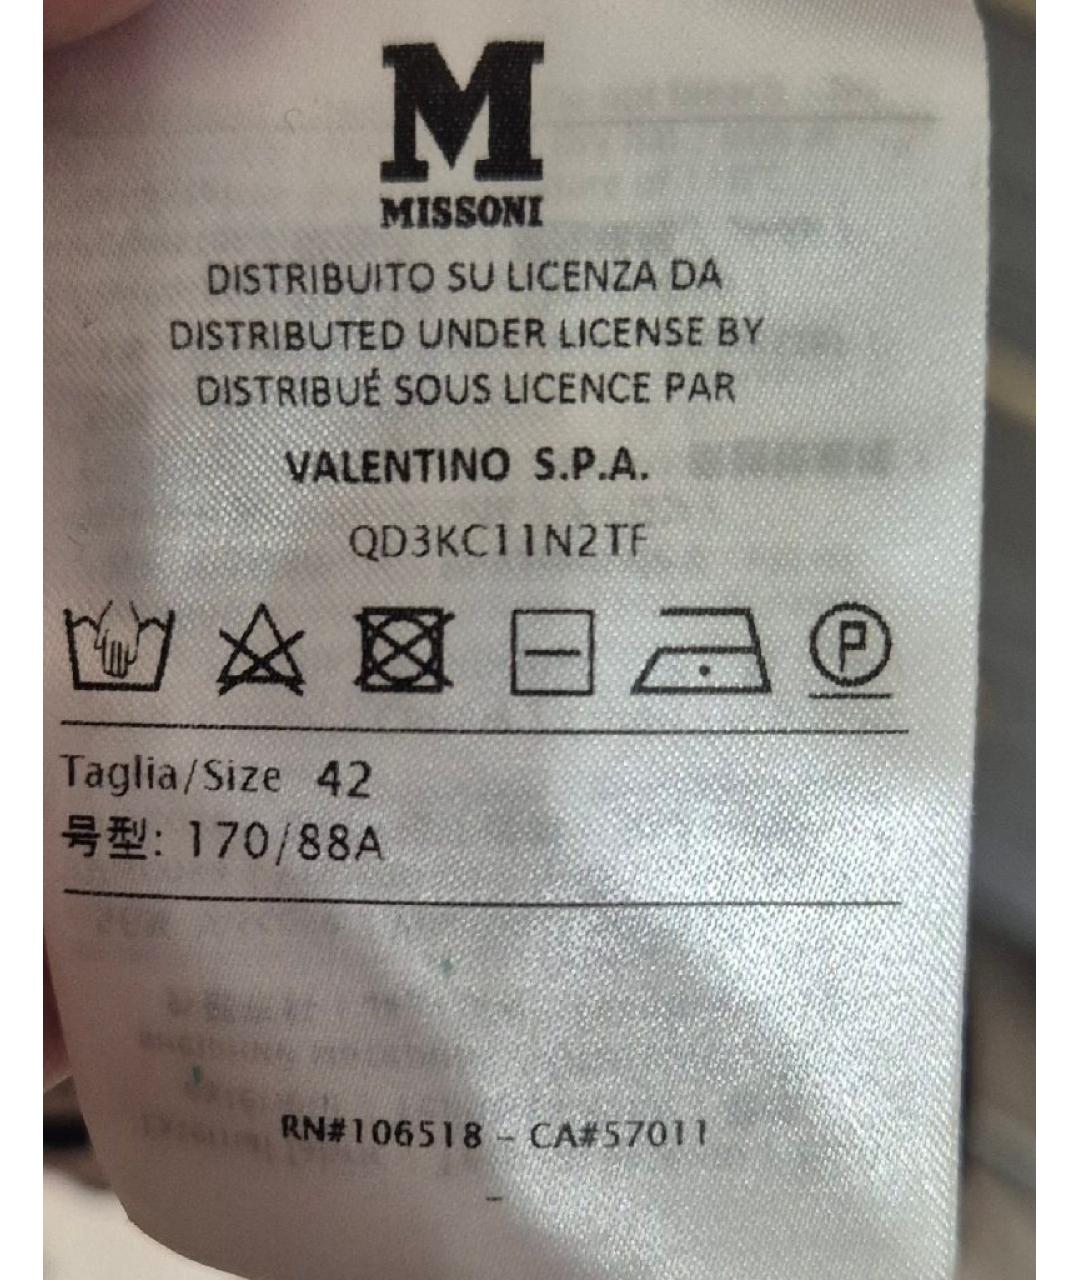 M
MISSONI
DISTRIBUITO SU LICENZA DA
DISTRIBUTED UNDER LICENSE BY
DISTRIBUÉ SOUS LICENCE PAR
VALENTINO S.P.A.
QD3KC11N2TF
P
Taglia/Size 42
号型: 170/88A
RN#106518 - CA#57011
-